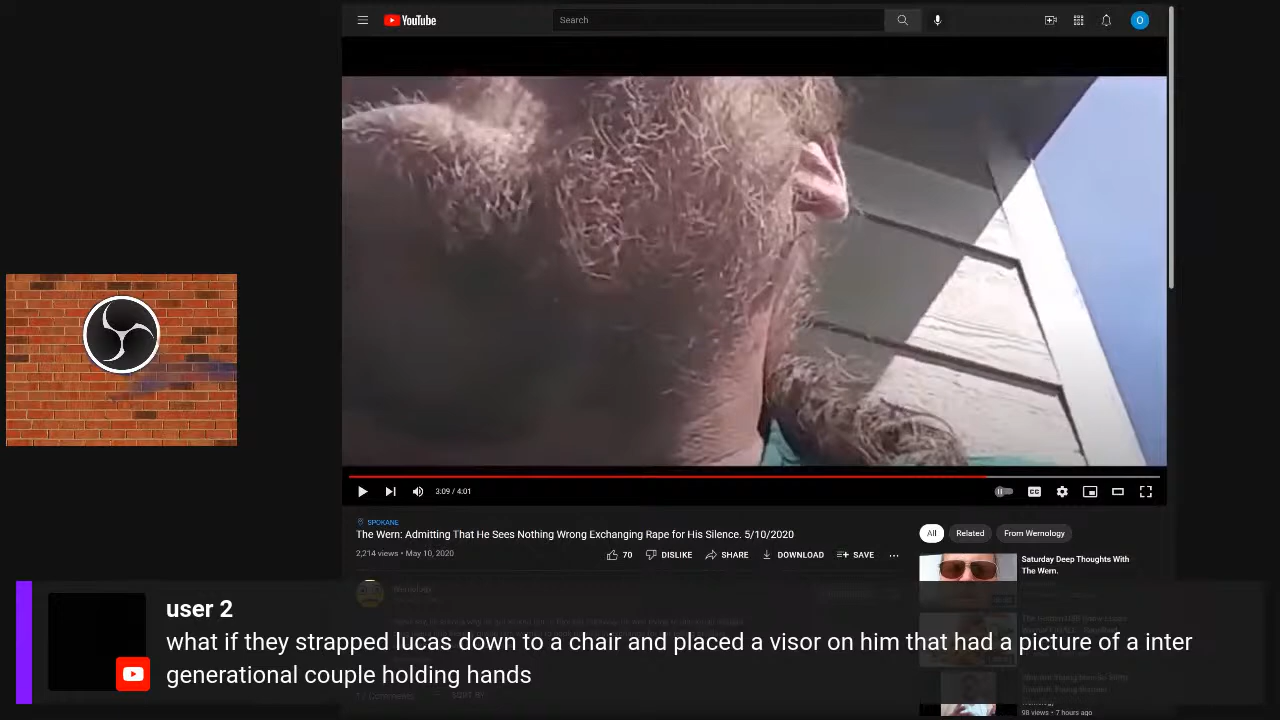 YouTube
Search
O
3:09 / 4:01
CC
SPOKANE
The Wern: Admitting That He Sees Nothing Wrong Exchanging Rape for His Silence. 5/10/2020
2,214 views • May 10, 2020
70
DISLIKE
SHARE
DOWNLOAD
SAVE
All
Related
From Wernology
Saturday Deep Thoughts With
The Wern.
user 2
what if they strapped lucas down to a chair and placed a visor on him that had a picture of a inter
generational couple holding hands
98 views • 7 hours ago